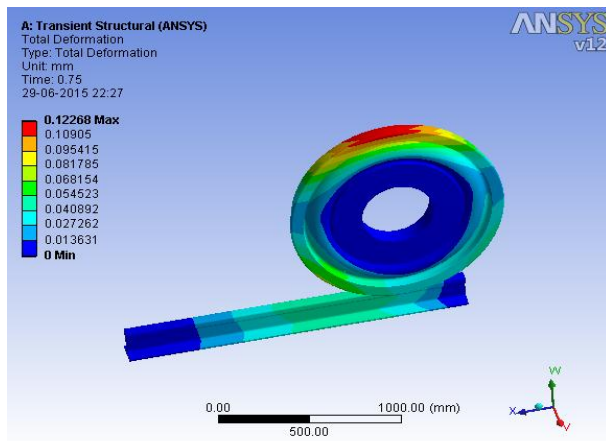 A: Transient Structural (ANSYS)
Total Deformation
Type: Total Deformation
Unit: mm
Time: 0.75
29-06-2015 22:27
0.12268 Max
0.10905
0.095415
0.081785
0.068154
0.054523
0.040892
0.027262
0.013631
0 Min
ANSYS
v12
0.00
1000.00 (mm)
500.00
X